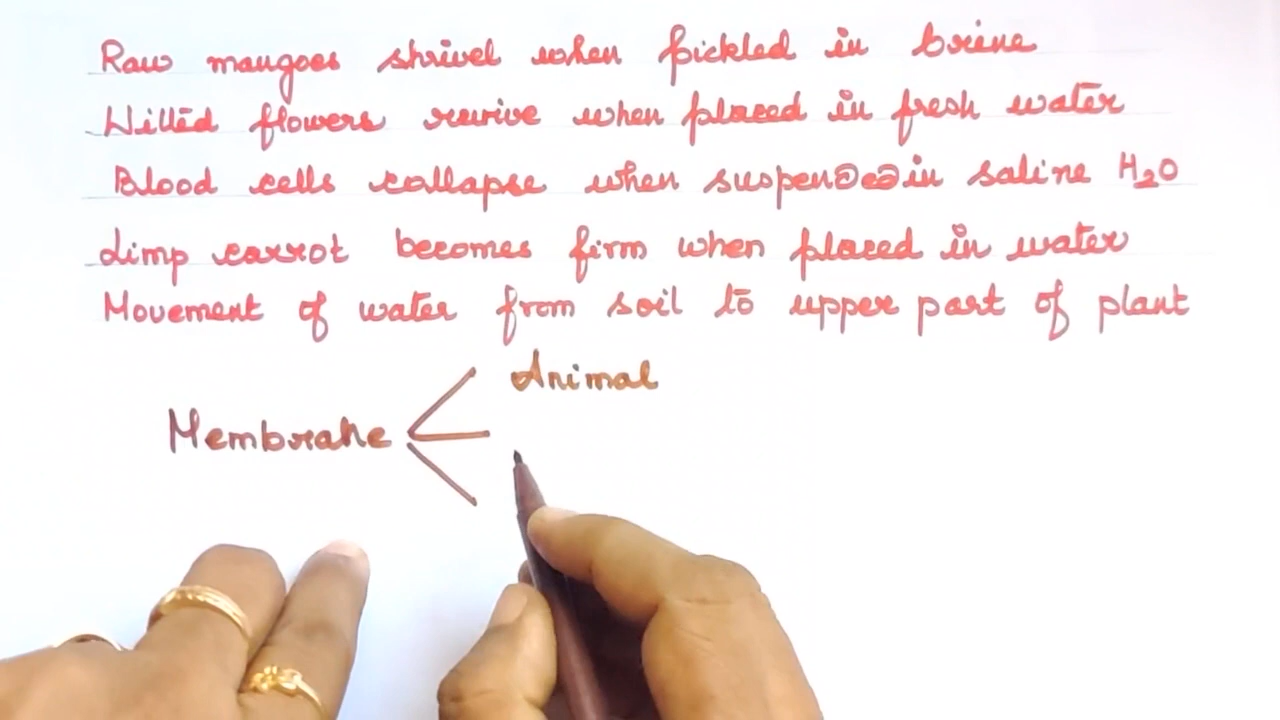 Raw mangoes shrivel when pickled in brine
Wilted flowers revive when placed in fresh water
Blood cells collapse when suspended in saline H₂O
Limp carrot becomes firm when placed in water
Movement of water from soil to upper part of plant
Animal
Membrane